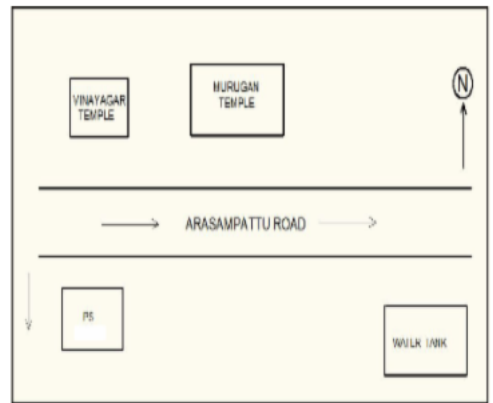 VINAYAGAR
TEMPLE
MURUGAN
TEMPLE
N
ARASAMPATTU ROAD
PS
WATER TANK